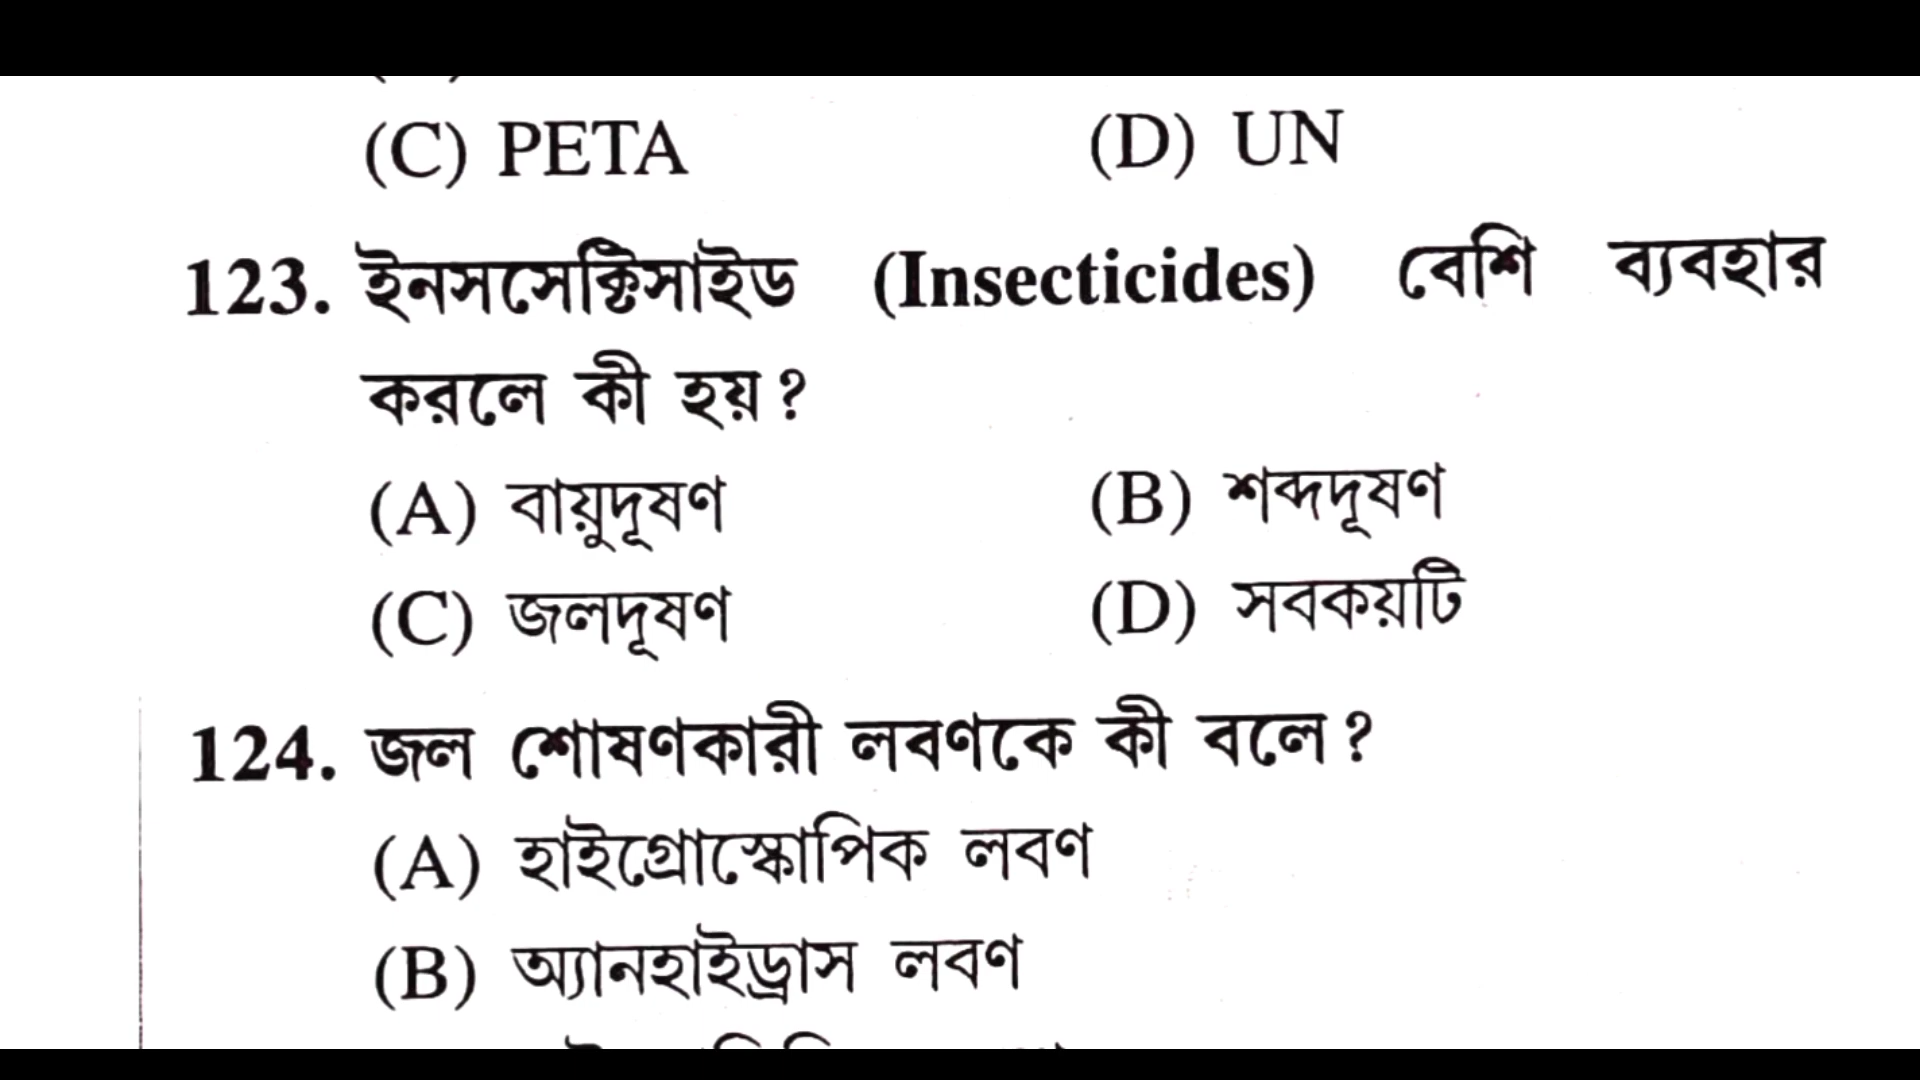 (C) PETA (D) UN
123. ইনসসেক্টিসাইড (Insecticides) বেশি ব্যবহার
করলে কী হয়?
(A) বায়ুদূষণ (B) শব্দদূষণ
(C) জলদূষণ (D) সবকয়টি
124. জল শোষণকারী লবণকে কী বলে?
(A) হাইগ্রোস্কোপিক লবণ
(B) অ্যানহাইড্রাস লবণ